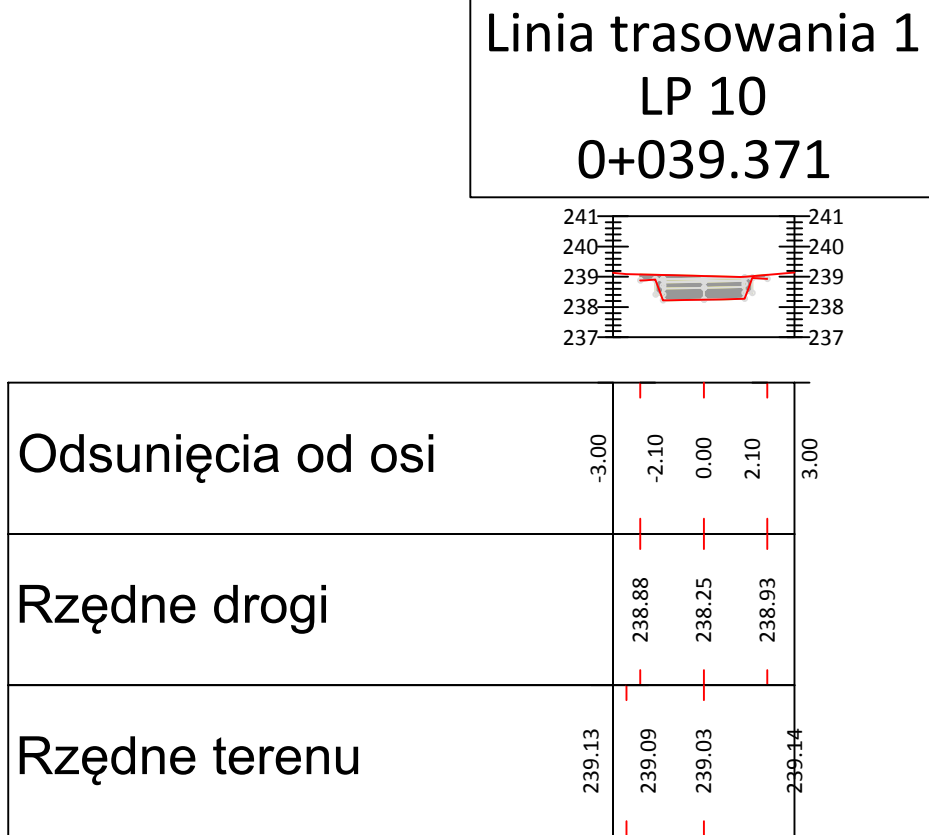 Linia trasowania 1
LP 10
0+039.371
241 241
240 240
239 239
238 238
237 237
Odsunięcia od osi -3.00 -2.10 0.00 2.10 3.00
Rzędne drogi 238.88 238.25 238.93
Rzędne terenu 239.13 239.09 239.03 239.14